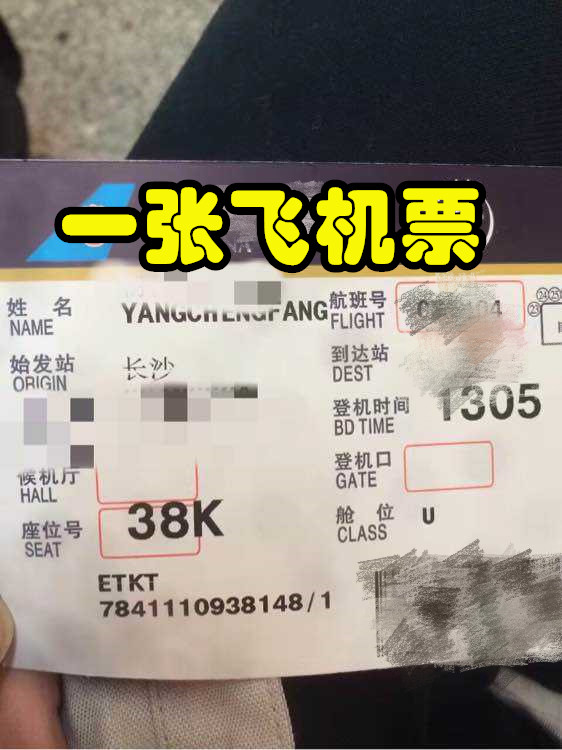 一张飞机票
姓 名 YANGCHENGFANG 航班号
NAME FLIGHT
始发站 长沙 到达站
ORIGIN DEST
登机时间 1305
BD TIME
候机厅 登机口
HALL GATE
座位号 38K 舱 位 U
SEAT CLASS
ETKT
7841110938148/1